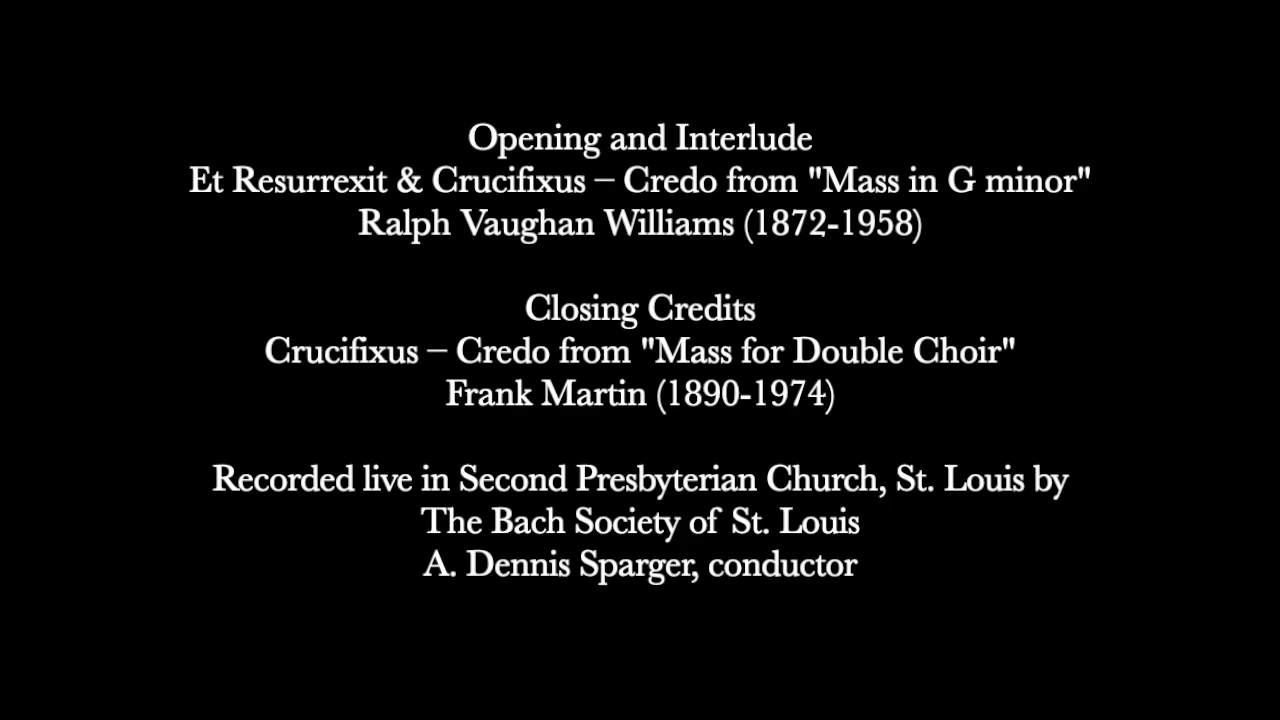 Opening and Interlude
Et Resurrexit & Crucifixus – Credo from "Mass in G minor"
Ralph Vaughan Williams (1872-1958)
Closing Credits
Crucifixus – Credo from "Mass for Double Choir"
Frank Martin (1890-1974)
Recorded live in Second Presbyterian Church, St. Louis by
The Bach Society of St. Louis
A. Dennis Sparger, conductor